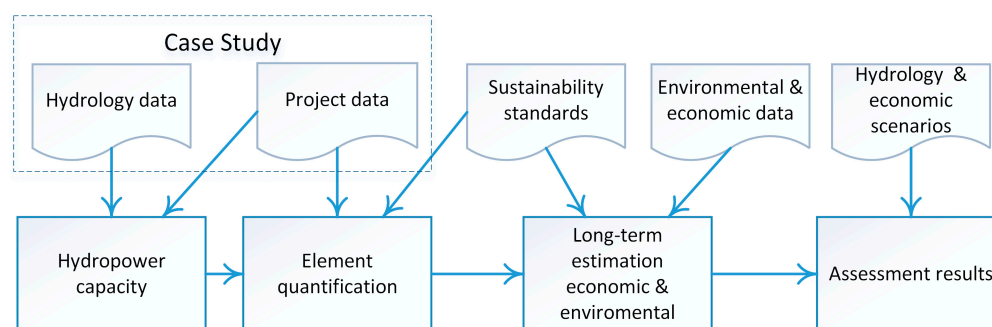 Case Study
Hydrology data
Project data
Sustainability
standards
Environmental &
economic data
Hydrology &
economic
scenarios
Hydropower
capacity
Element
quantification
Long-term
estimation
economic &
enviromental
Assessment results